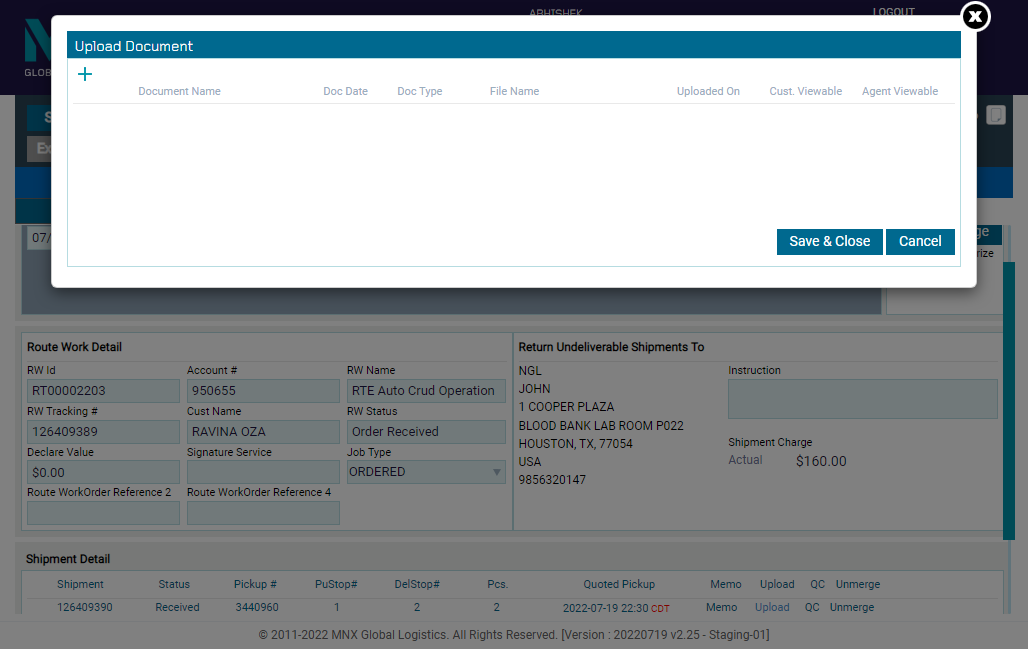 ABHISHEK LOGOUT
GLOB
Upload Document
+
Document Name Doc Date Doc Type File Name Uploaded On Cust. Viewable Agent Viewable
Save & Close Cancel
07/
Route Work Detail
RW Id Account # RW Name
RT00002203 950655 RTE Auto Crud Operation
RW Tracking # Cust Name RW Status
126409389 RAVINA OZA Order Received
Declare Value Signature Service Job Type
$0.00 ORDERED
Route WorkOrder Reference 2 Route WorkOrder Reference 4
Return Undeliverable Shipments To
NGL
JOHN
1 COOPER PLAZA
BLOOD BANK LAB ROOM P022
HOUSTON, TX, 77054
USA
9856320147
Instruction
Shipment Charge
Actual $160.00
Shipment Detail
Shipment Status Pickup # PuStop# DelStop# Pcs. Quoted Pickup Memo Upload QC Unmerge
126409390 Received 3440960 1 2 2 2022-07-19 22:30 CDT Memo Upload QC Unmerge
© 2011-2022 MNX Global Logistics. All Rights Reserved. [Version : 20220719 v2.25 - Staging-01]